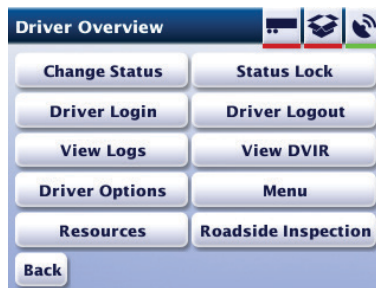 Driver Overview
Change Status
Status Lock
Driver Login
Driver Logout
View Logs
View DVIR
Driver Options
Menu
Resources
Roadside Inspection
Back